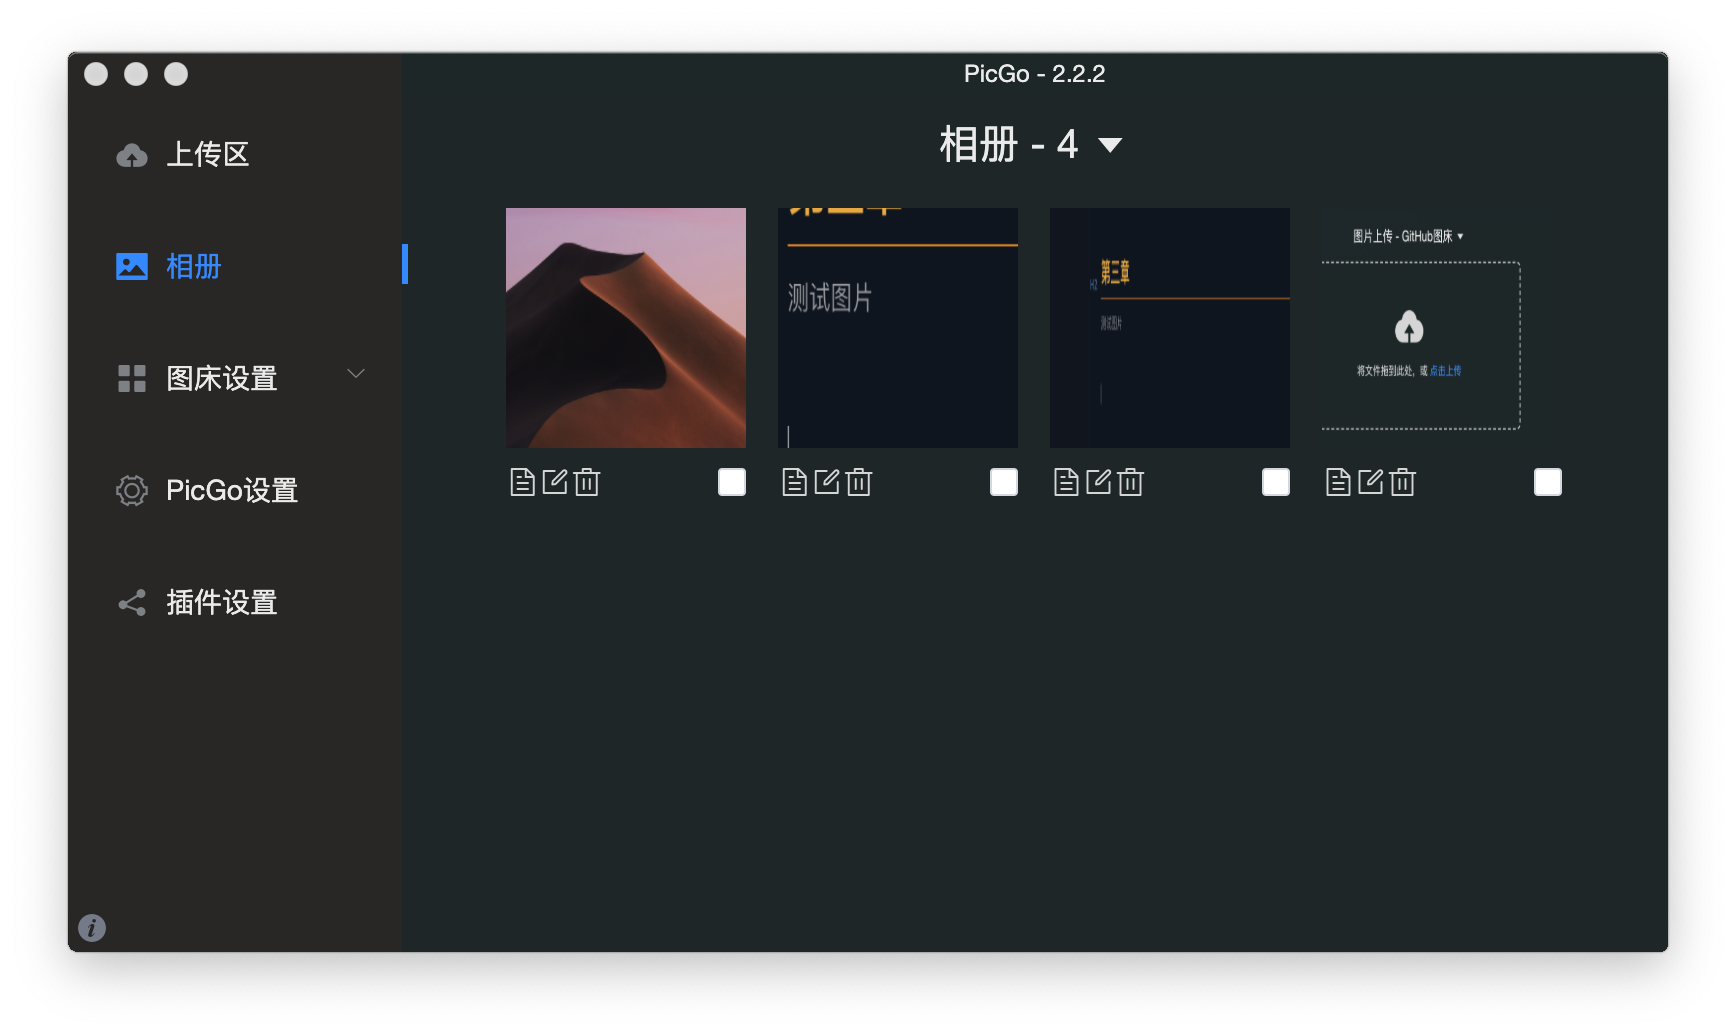 PicGo - 2.2.2
上传区
相册
图床设置
PicGo设置
插件设置
相册 - 4
测试图片
H2
第三章
测试图片
图片上传 - GitHub图床
将文件拖到此处，或 点击上传